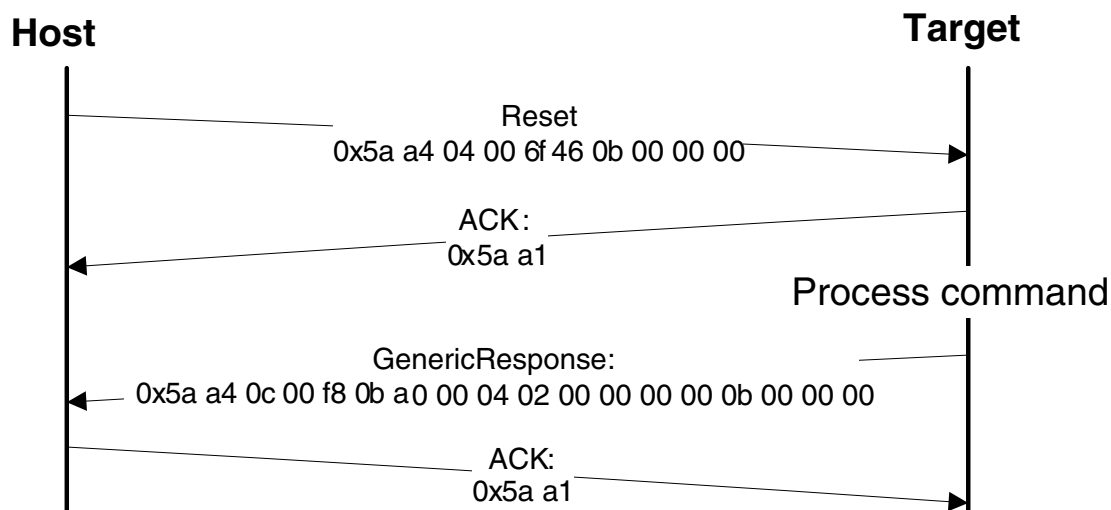 Host
Target
Reset
0x5a a4 04 00 6f 46 0b 00 00 00
ACK:
0x5a a1
Process command
GenericResponse:
0x5a a4 0c 00 f8 0b a0 00 04 02 00 00 00 00 0b 00 00 00
ACK:
0x5a a1